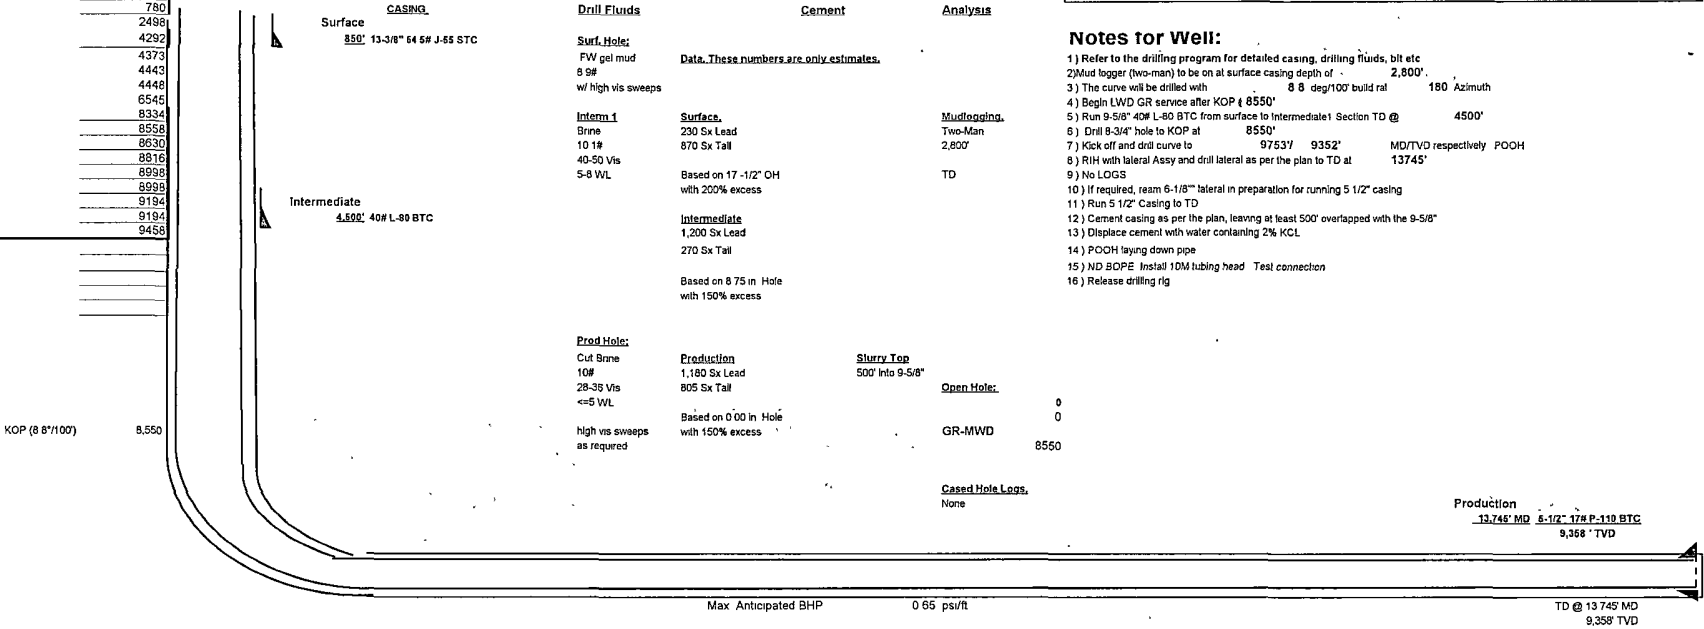 780
2498
4292
4373
4443
4448
6545
8334
8558
8630
8816
8998
8998
9194
9194
9458
KOP (8 8°/100') 8,550
CASING
Surface
850' 13-3/8" 54 5# J-55 STC
Intermediate
4,500' 40# L-80 BTC
Drill Fluids
Surf. Hole:
FW gel mud
8 9#
w/ high vis sweeps
Interm 1
Brine
10 1#
40-50 Vis
5-8 WL
Prod Hole:
Cut Brine
10#
28-36 Vis
<=5 WL
high vis sweeps
as required
Cement
Data. These numbers are only estimates.
Surface.
230 Sx Lead
870 Sx Tail
Based on 17 -1/2" OH
with 200% excess
Intermediate
1,200 Sx Lead
270 Sx Tail
Based on 8 75 in Hole
with 150% excess
Production
1,180 Sx Lead
805 Sx Tail
Based on 0 00 in Hole
with 150% excess
Slurry Top
500' into 9-5/8"
Analysis
Mudlogging.
Two-Man
2,800'
TD
Open Hole:
0
0
GR-MWD
8550
Cased Hole Logs.
None
Notes for Well:
1 ) Refer to the drilling program for detailed casing, drilling fluids, bit etc
2)Mud logger (two-man) to be on at surface casing depth of 2,800'.
3 ) The curve will be drilled with 8 8 deg/100' build rat 180 Azimuth
4 ) Begin LWD GR service after KOP ( 8550'
5 ) Run 9-5/8" 40# L-80 BTC from surface to Intermediate1 Section TD @ 4500'
6 ) Drill 8-3/4" hole to KOP at 8550'
7 ) Kick off and drill curve to 9753'/ 9352' MD/TVD respectively POOH
8 ) RIH with lateral Assy and drill lateral as per the plan to TD at 13745'
9 ) No LOGS
10 ) If required, ream 6-1/8"" lateral in preparation for running 5 1/2" casing
11 ) Run 5 1/2" Casing to TD
12 ) Cement casing as per the plan, leaving at least 500' overlapped with the 9-5/8"
13 ) Displace cement with water containing 2% KCL
14 ) POOH laying down pipe
15 ) ND BOPE Install 10M tubing head Test connection
16 ) Release drilling rig
Production
13,745' MD 5-1/2" 17# P-110 BTC
9,358 ' TVD
Max Anticipated BHP 0 65 psi/ft
TD @ 13 745' MD
9,358' TVD